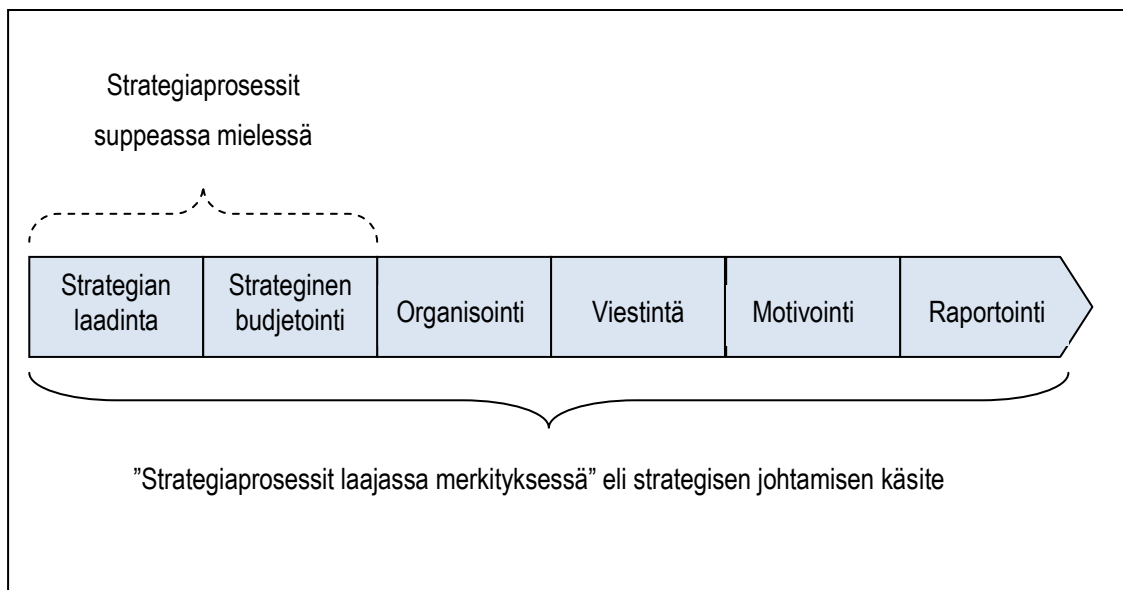 Strategiaprosessit
suppeassa mielessä
Strategian
laadinta
Strateginen
budjetointi
Organisointi
Viestintä
Motivointi
Raportointi
”Strategiaprosessit laajassa merkityksessä” eli strategisen johtamisen käsite